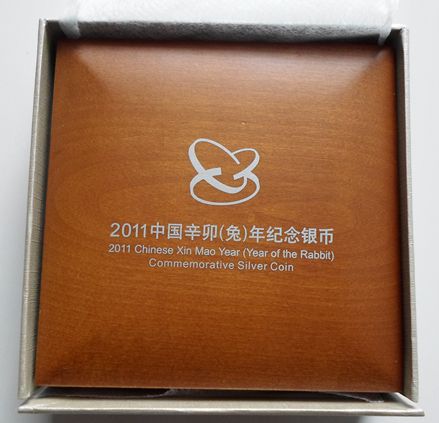 2011中国辛卯(兔)年纪念银币
2011 Chinese Xin Mao Year (Year of the Rabbit)
Commemorative Silver Coin